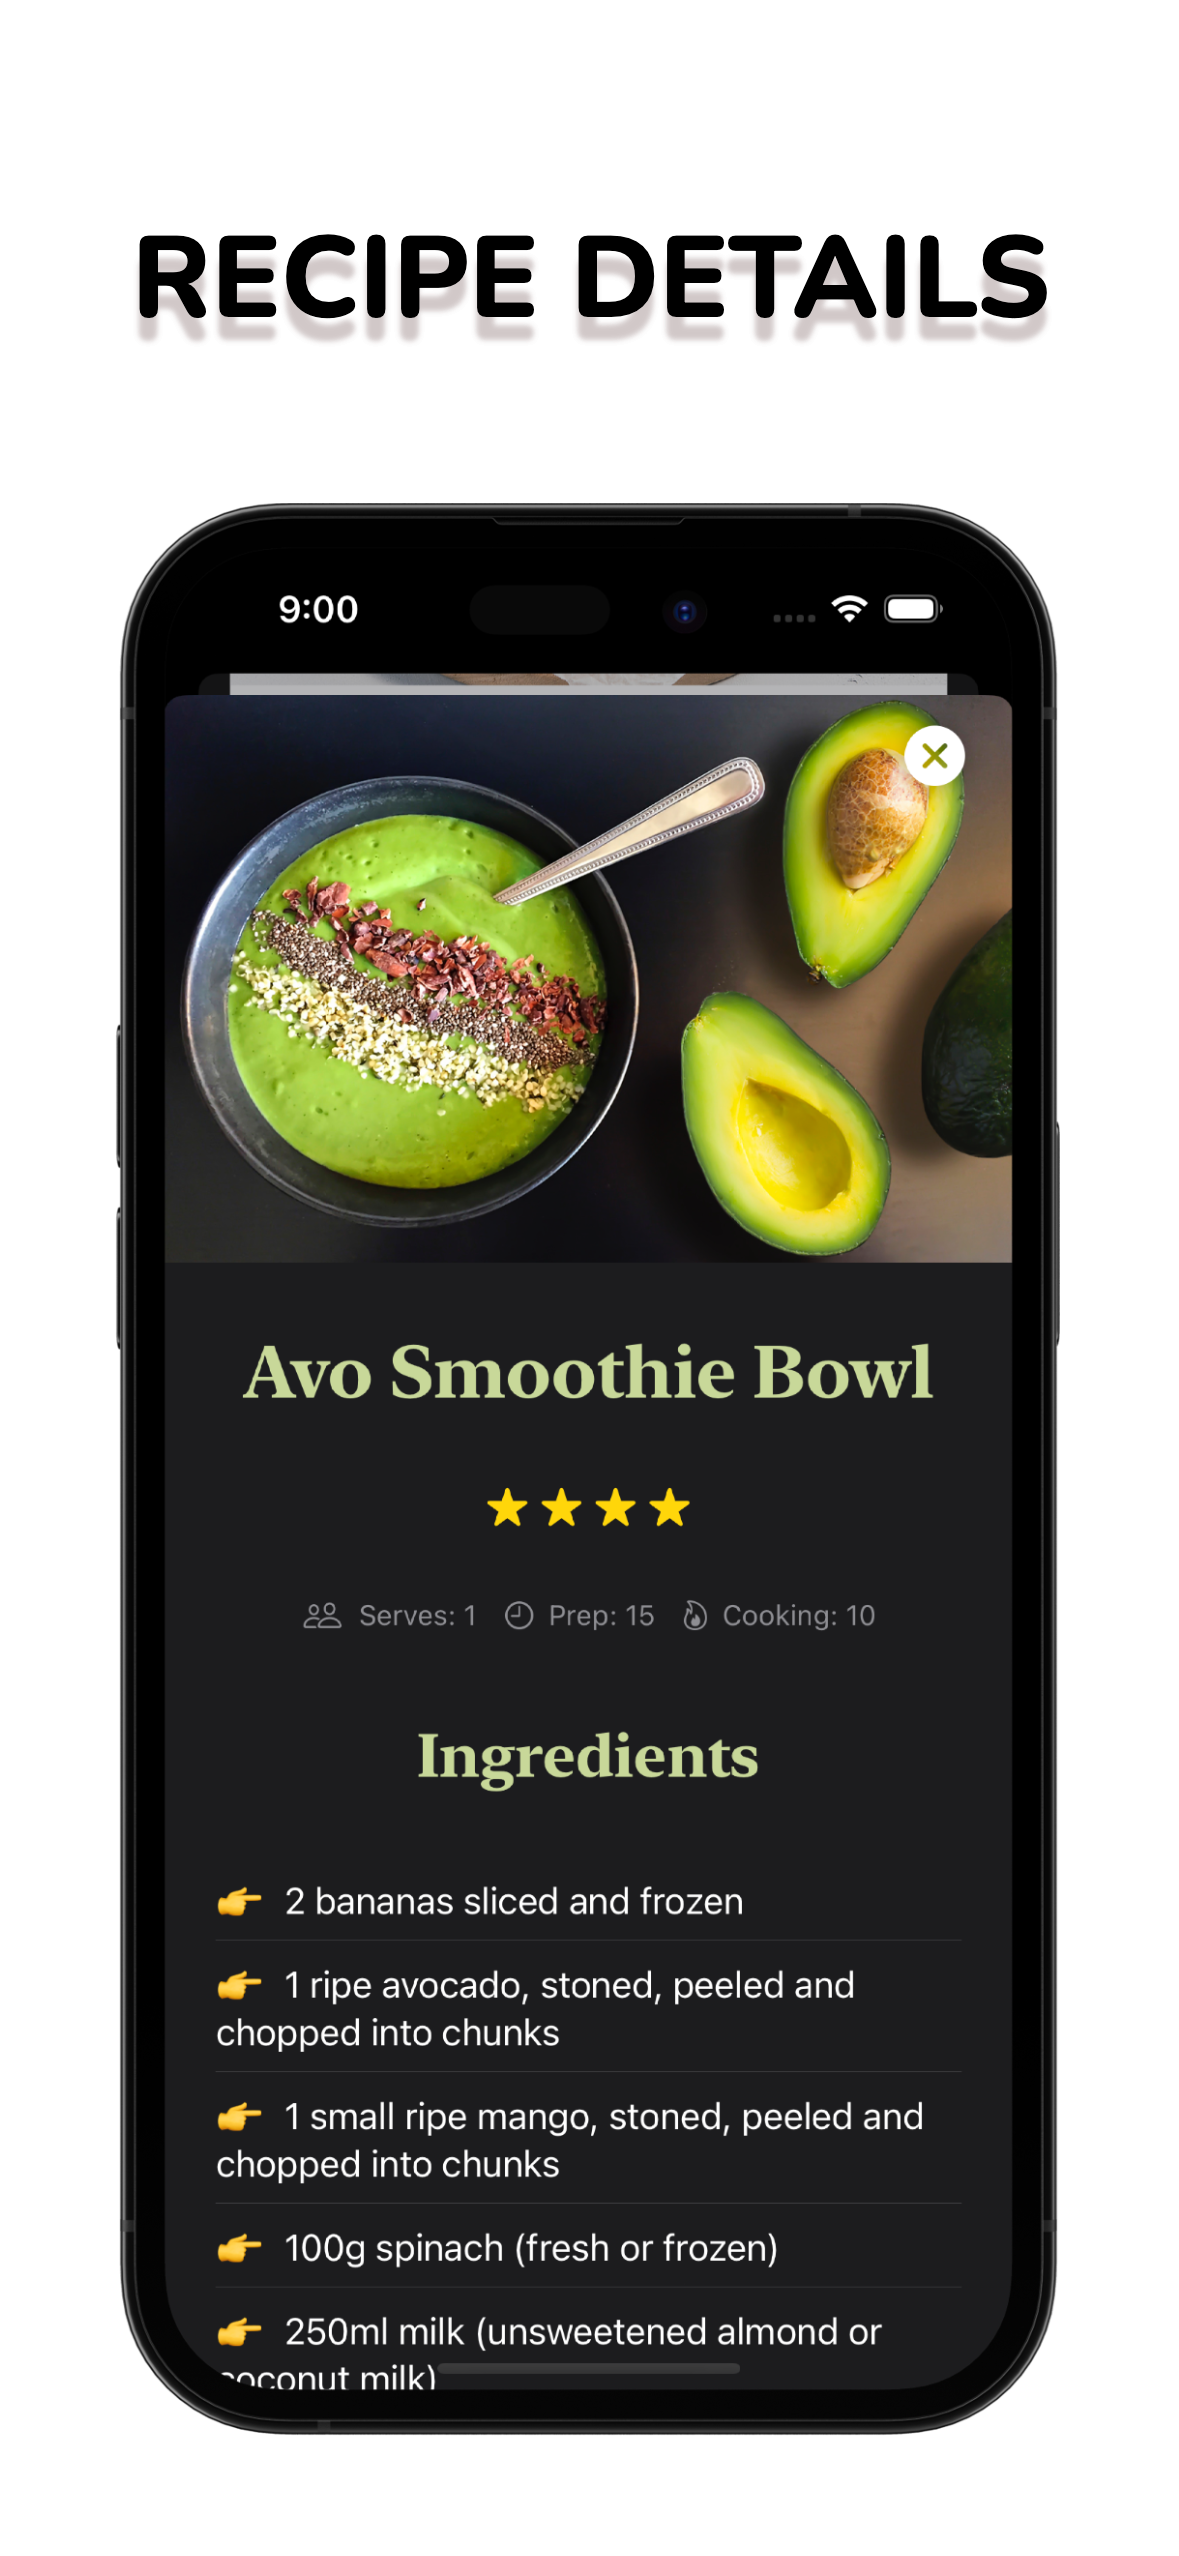 RECIPE DETAILS
9:00
Avo Smoothie Bowl
Serves: 1 Prep: 15 Cooking: 10
Ingredients
2 bananas sliced and frozen
1 ripe avocado, stoned, peeled and
chopped into chunks
1 small ripe mango, stoned, peeled and
chopped into chunks
100g spinach (fresh or frozen)
250ml milk (unsweetened almond or
coconut milk)